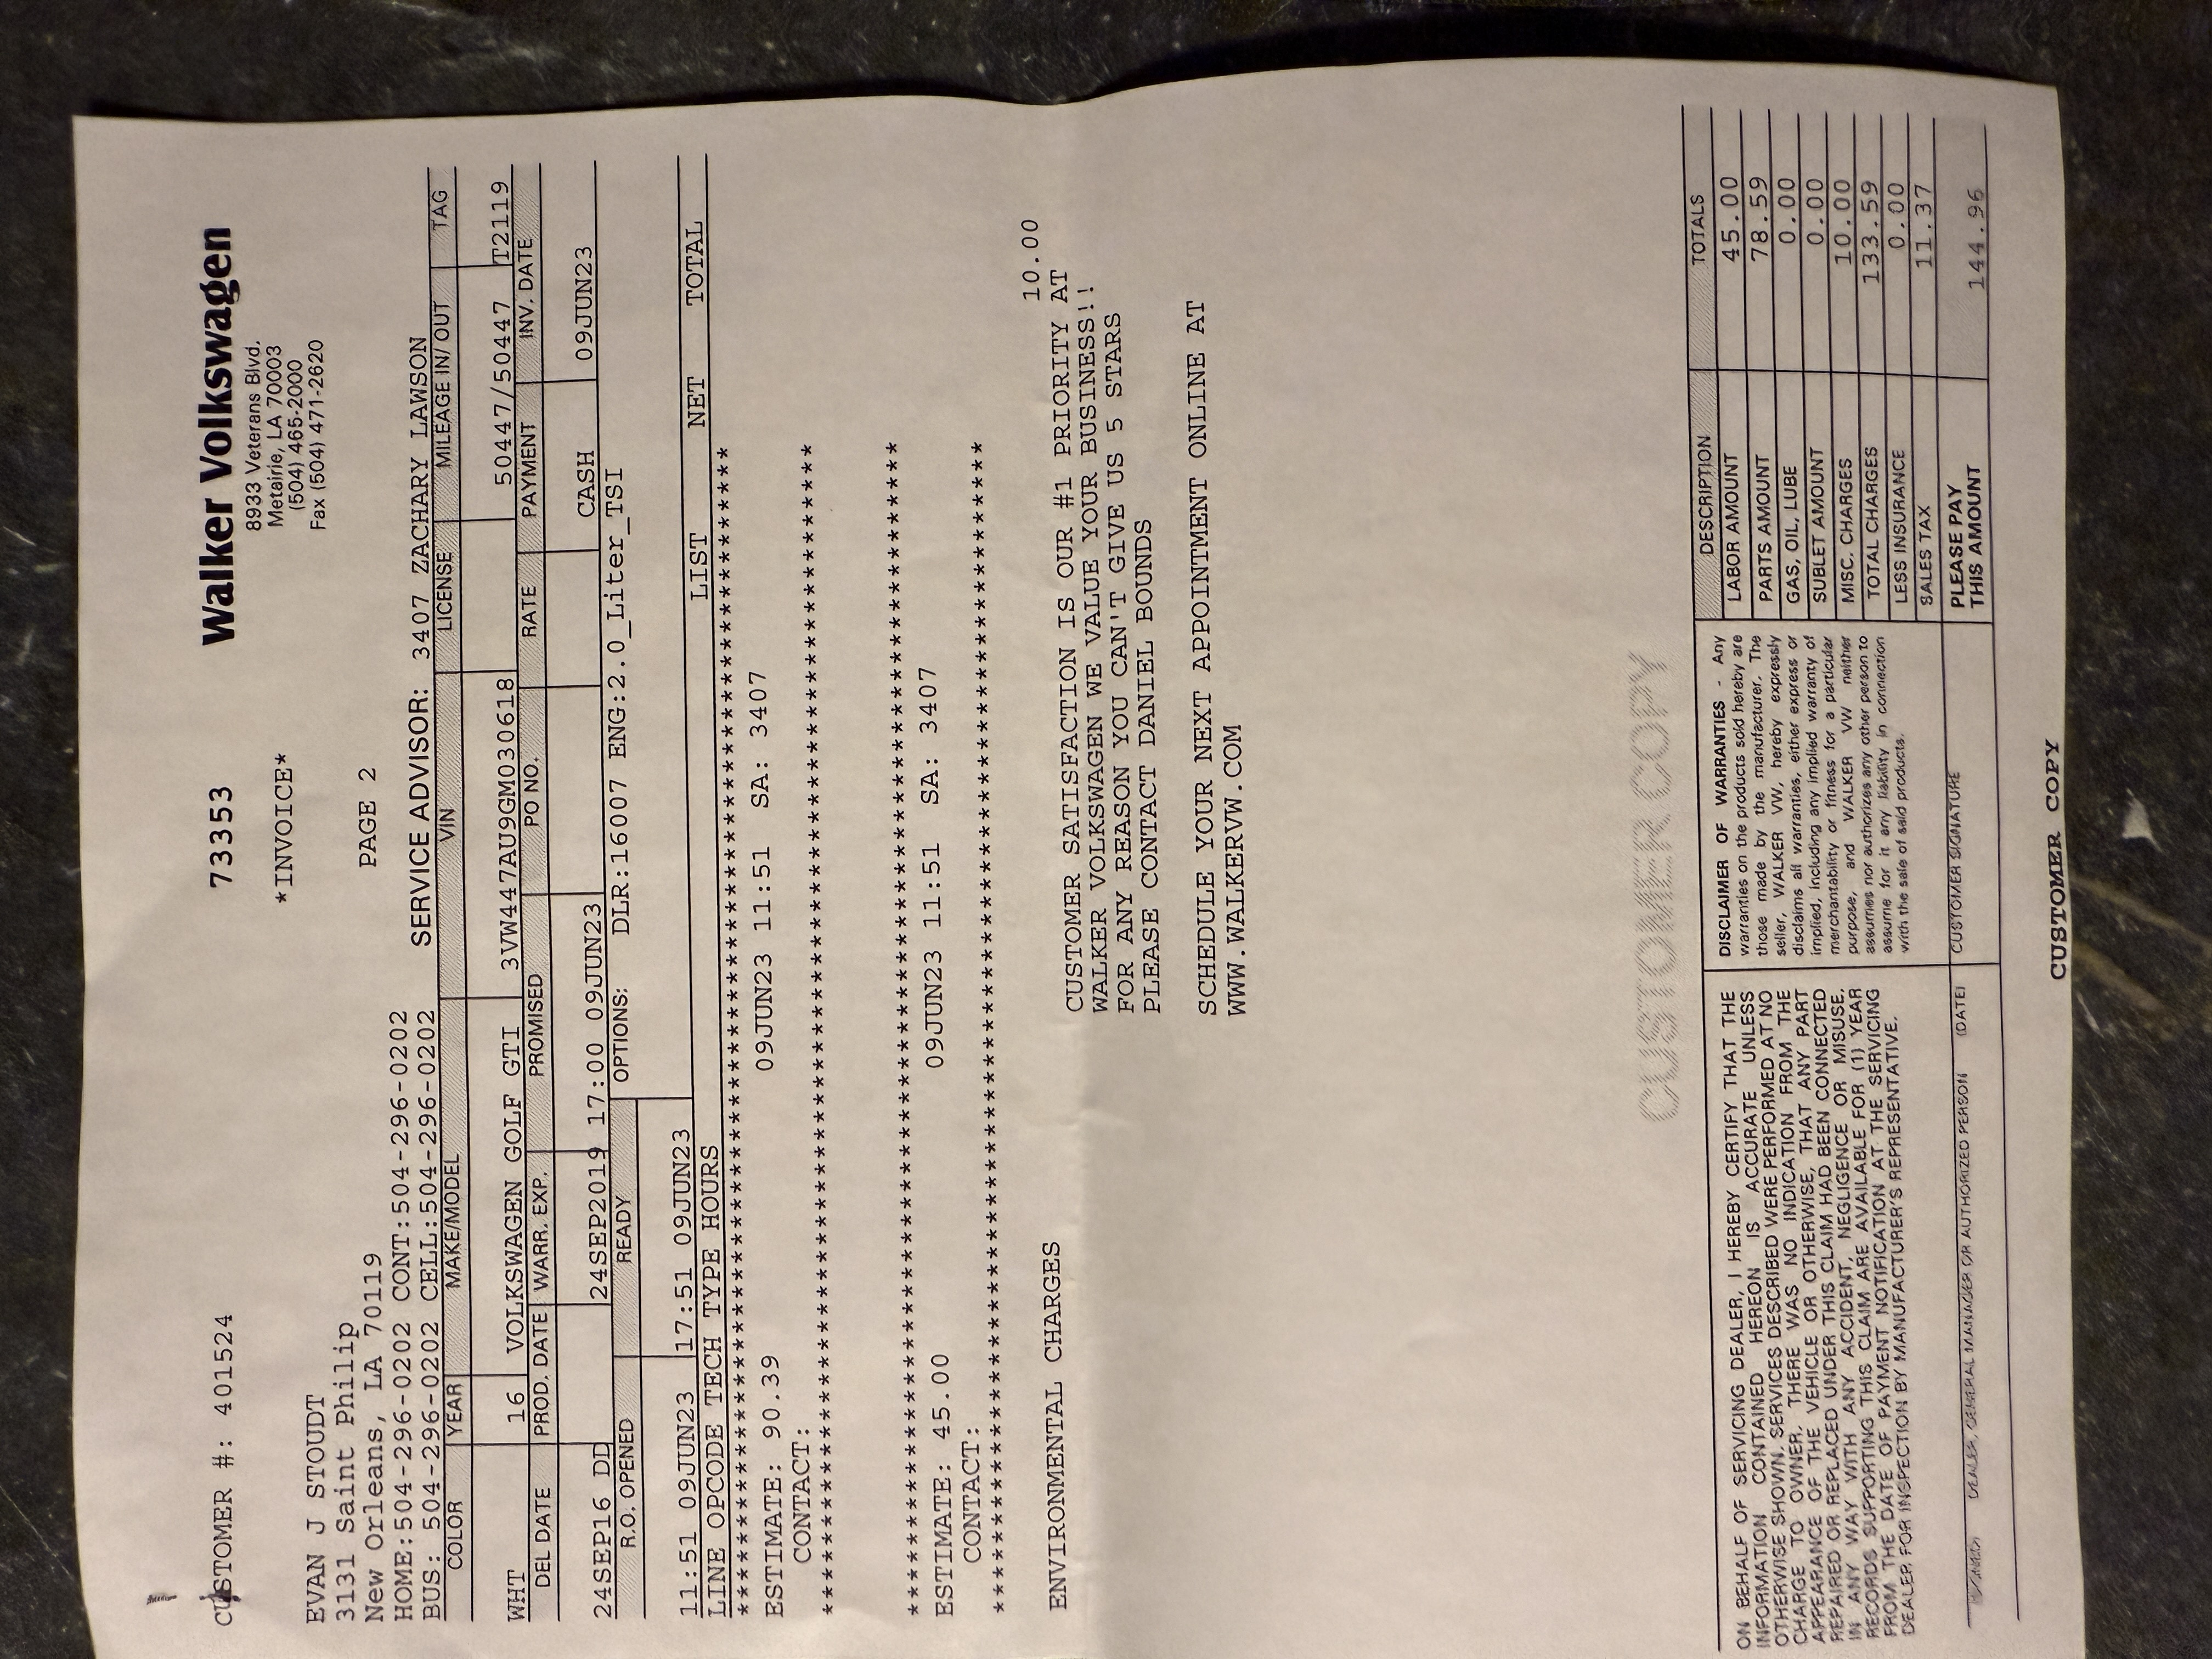 CUSTOMER #: 401524
73353
Walker Volkswagen
8933 Veterans Blvd.
Metairie, LA 70003
(504) 465-2000
Fax (504) 471-2620
*INVOICE*
EVAN J STOUDT
3131 Saint Philip
New Orleans, LA 70119
HOME:504-296-0202 CONT:504-296-0202
BUS: 504-296-0202 CELL:504-296-0202
PAGE 2
SERVICE ADVISOR: 3407 ZACHARY LAWSON
COLOR YEAR MAKE/MODEL VIN LICENSE MILEAGE IN/ OUT TAG
WHT 16 VOLKSWAGEN GOLF GTI 3VW447AU9GM030618 50447/50447 T2119
DEL DATE PROD. DATE WARR. EXP. PROMISED PO NO. RATE PAYMENT INV. DATE
24SEP16 DD 24SEP2019 17:00 09JUN23 CASH 09JUN23
R.O. OPENED READY OPTIONS: DLR:16007 ENG:2.0_Liter_TSI
11:51 09JUN23 17:51 09JUN23
LINE OPCODE TECH TYPE HOURS LIST NET TOTAL
******************************************************************
ESTIMATE: 90.39 09JUN23 11:51 SA: 3407
CONTACT:
******************************************************************
******************************************************************
ESTIMATE: 45.00 09JUN23 11:51 SA: 3407
CONTACT:
******************************************************************
ENVIRONMENTAL CHARGES 10.00
CUSTOMER SATISFACTION IS OUR #1 PRIORITY AT
WALKER VOLKSWAGEN WE VALUE YOUR BUSINESS!!
FOR ANY REASON YOU CAN'T GIVE US 5 STARS
PLEASE CONTACT DANIEL BOUNDS
SCHEDULE YOUR NEXT APPOINTMENT ONLINE AT
WWW.WALKERVW.COM
CUSTOMER COPY
ON BEHALF OF SERVICING DEALER, I HEREBY CERTIFY THAT THE
INFORMATION CONTAINED HEREON IS ACCURATE UNLESS
OTHERWISE SHOWN. SERVICES DESCRIBED WERE PERFORMED AT NO
CHARGE TO OWNER. THERE WAS NO INDICATION FROM THE
APPEARANCE OF THE VEHICLE OR OTHERWISE, THAT ANY PART
REPAIRED OR REPLACED UNDER THIS CLAIM HAD BEEN CONNECTED
IN ANY WAY WITH ANY ACCIDENT, NEGLIGENCE OR MISUSE.
RECORDS SUPPORTING THIS CLAIM ARE AVAILABLE FOR (1) YEAR
FROM THE DATE OF PAYMENT NOTIFICATION AT THE SERVICING
DEALER FOR INSPECTION BY MANUFACTURER'S REPRESENTATIVE.
(SIGNED) DEALER, GENERAL MANAGER OR AUTHORIZED PERSON (DATE)
DISCLAIMER OF WARRANTIES - Any
warranties on the products sold hereby are
those made by the manufacturer. The
seller, WALKER VW, hereby expressly
disclaims all warranties, either express or
implied, including any implied warranty of
merchantability or fitness for a particular
purpose, and WALKER VW neither
assumes nor authorizes any other person to
assume for it any liability in connection
with the sale of said products.
CUSTOMER SIGNATURE
DESCRIPTION TOTALS
LABOR AMOUNT 45.00
PARTS AMOUNT 78.59
GAS, OIL, LUBE 0.00
SUBLET AMOUNT 0.00
MISC. CHARGES 10.00
TOTAL CHARGES 133.59
LESS INSURANCE 0.00
SALES TAX 11.37
PLEASE PAY
THIS AMOUNT 144.96
CUSTOMER COPY